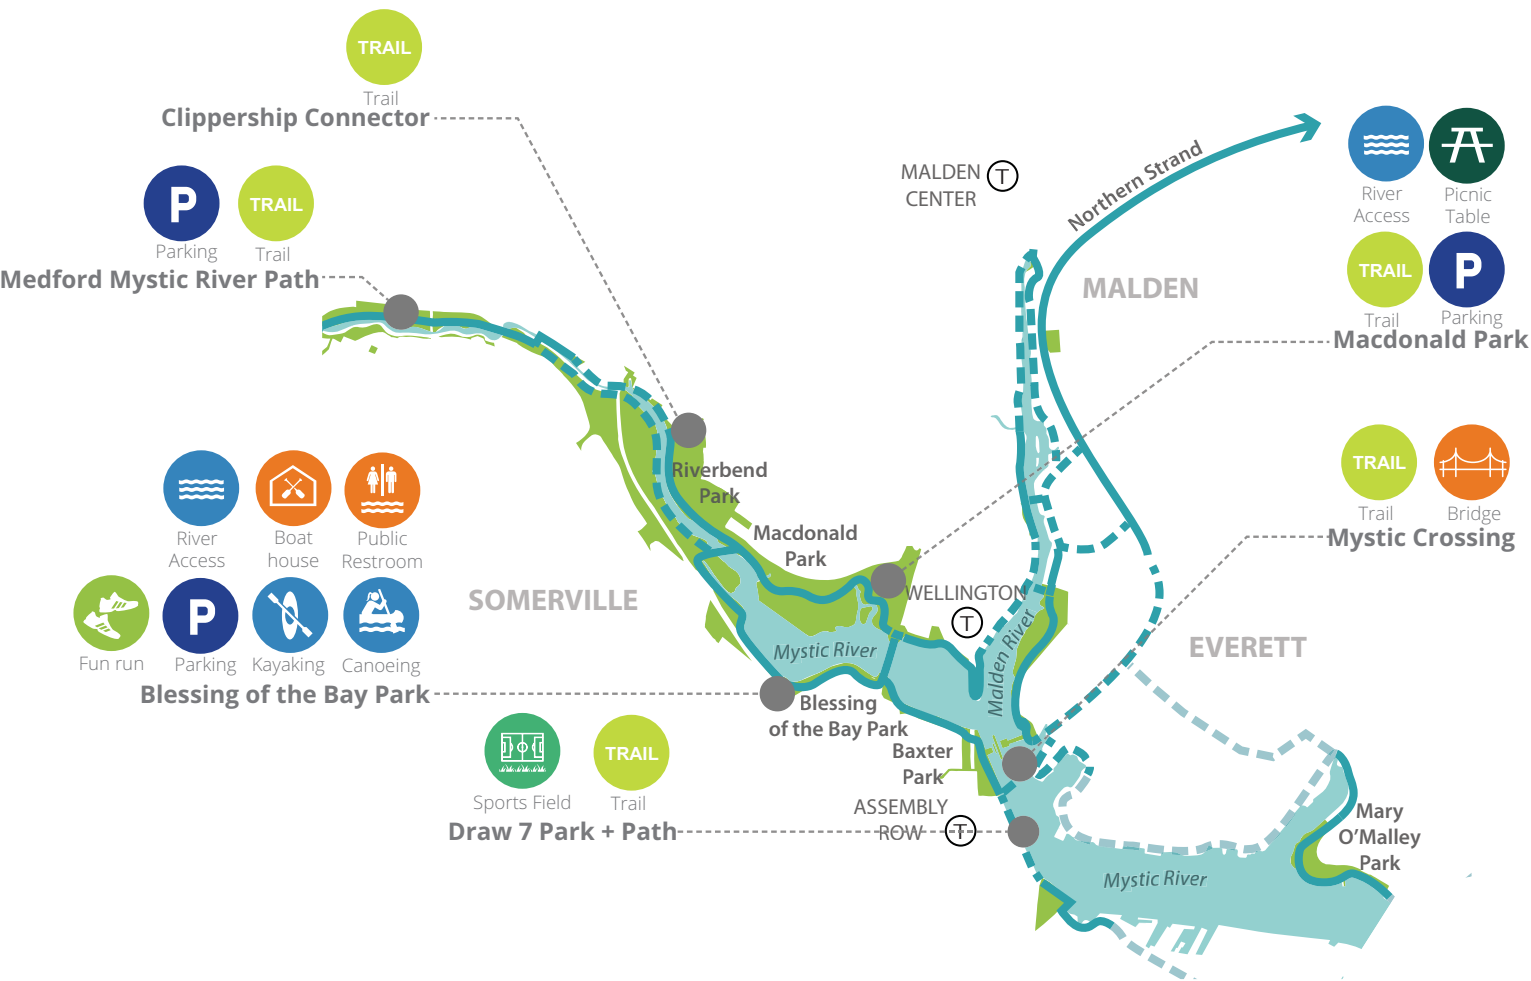 TRAIL
Trail
Clippership Connector
P
TRAIL
Parking
Trail
Medford Mystic River Path
MALDEN
CENTER
T
Northern Strand
MALDEN
River
Access
Picnic
Table
TRAIL
P
Trail
Parking
Macdonald Park
Riverbend
Park
Macdonald
Park
WELLINGTON
T
TRAIL
Trail
Bridge
Mystic Crossing
River
Access
Boat
house
Public
Restroom
P
Fun run
Parking
Kayaking
Canoeing
Blessing of the Bay Park
SOMERVILLE
EVERETT
Mystic River
Malden River
Blessing
of the Bay Park
Baxter
Park
TRAIL
Sports Field
Trail
Draw 7 Park + Path
ASSEMBLY
ROW
T
Mystic River
Mary
O’Malley
Park